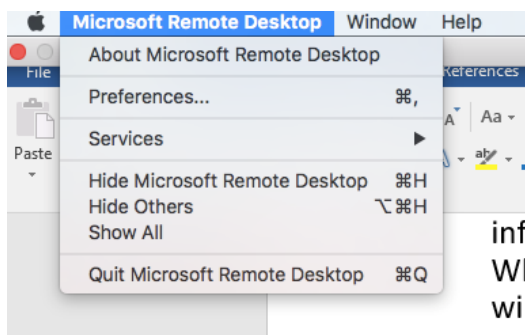 Microsoft Remote Desktop Window Help
About Microsoft Remote Desktop
File References
Preferences... ⌘,
A Aa
Services
Paste ab
Hide Microsoft Remote Desktop ⌘H
Hide Others ⌥⌘H
Show All
inf
Quit Microsoft Remote Desktop ⌘Q
wi